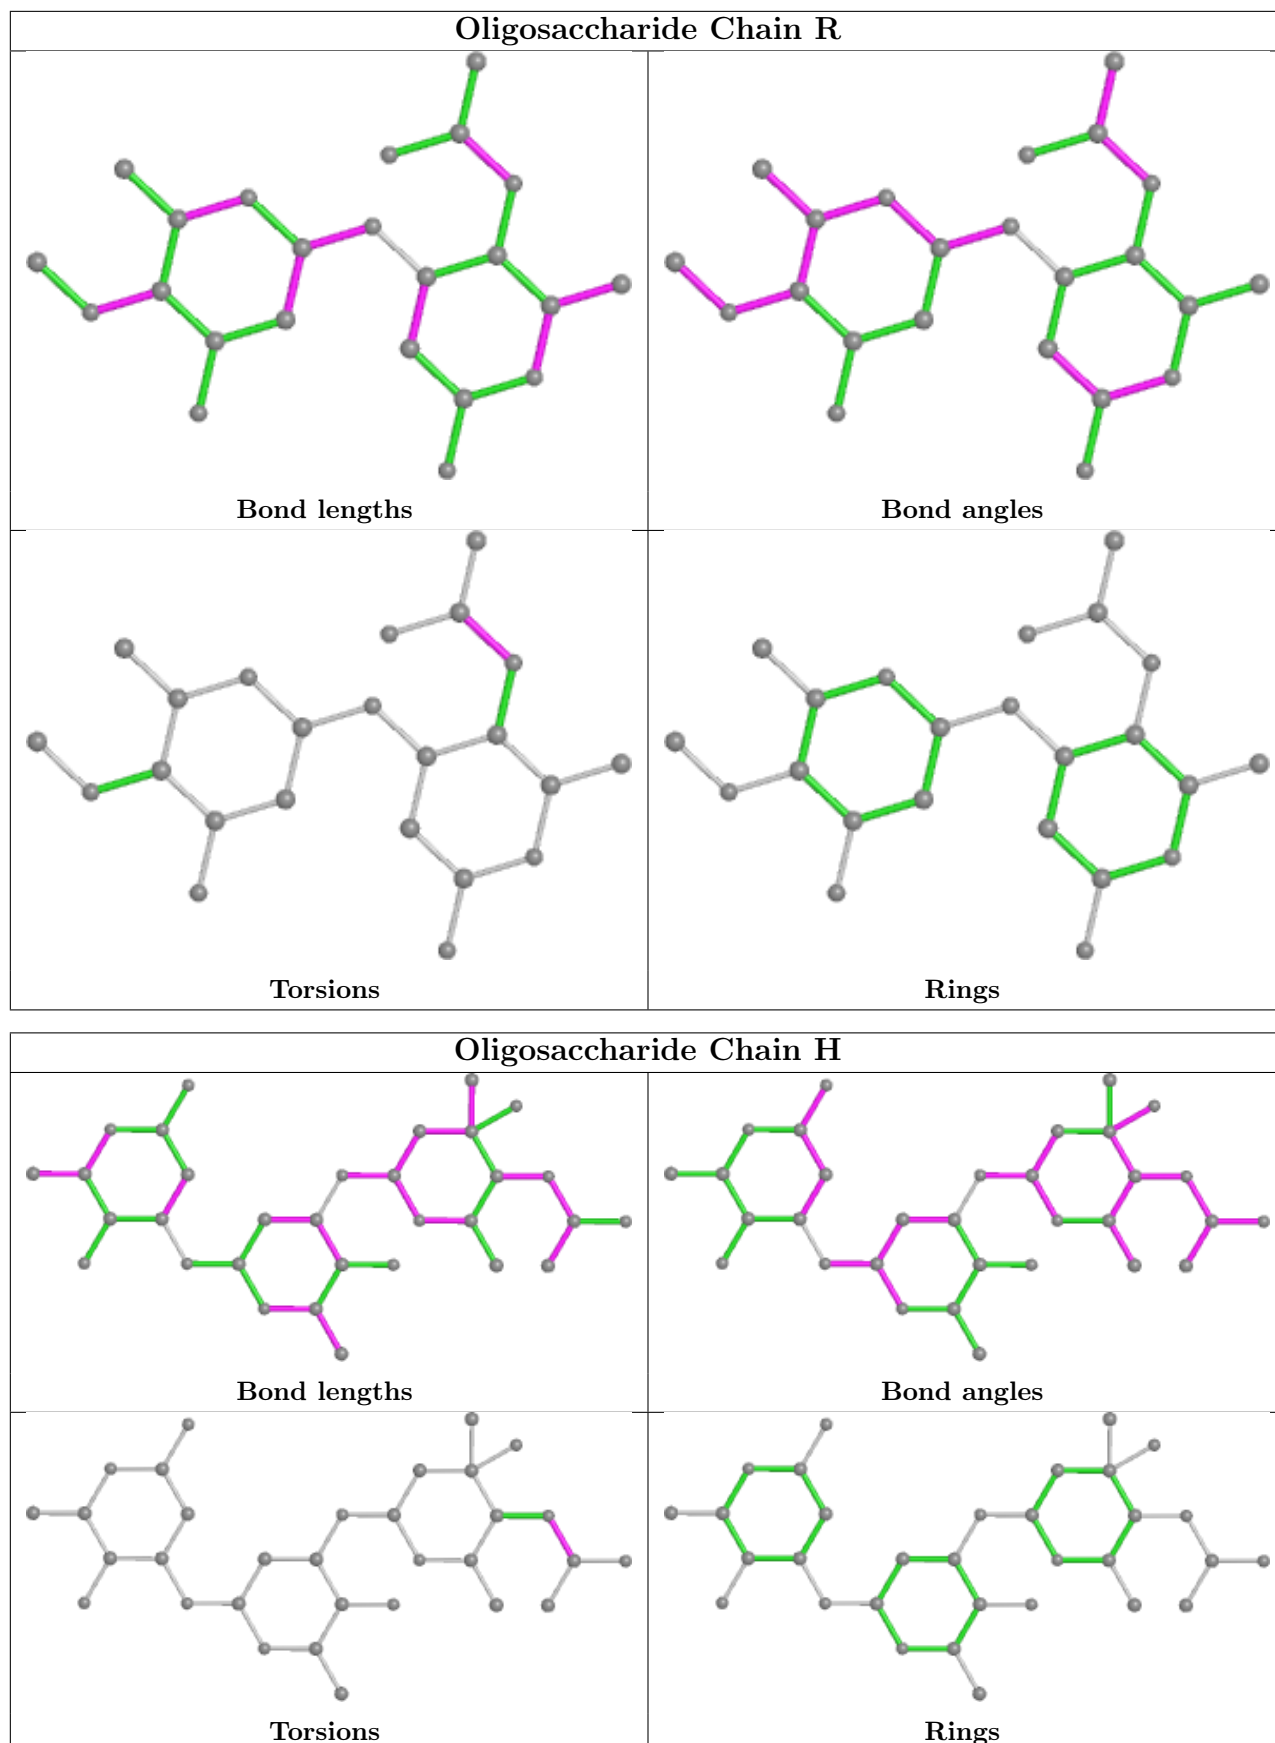 Oligosaccharide Chain R
Bond lengths
Bond angles
Torsions
Rings
Oligosaccharide Chain H
Bond lengths
Bond angles
Torsions
Rings